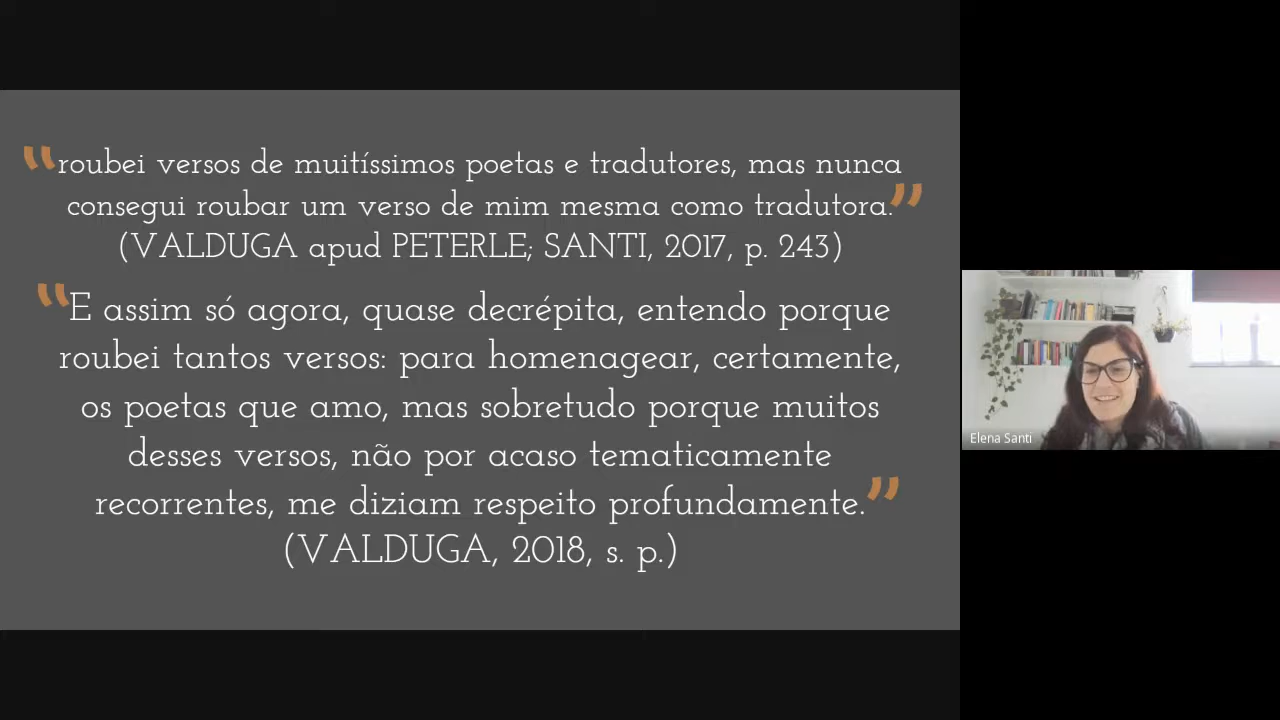 “roubei versos de muitíssimos poetas e tradutores, mas nunca
consegui roubar um verso de mim mesma como tradutora.”
(VALDUGA apud PETERLE; SANTI, 2017, p. 243)
“E assim só agora, quase decrépita, entendo porque
roubei tantos versos: para homenagear, certamente,
os poetas que amo, mas sobretudo porque muitos
desses versos, não por acaso tematicamente
recorrentes, me diziam respeito profundamente.”
(VALDUGA, 2018, s. p.)
Elena Santi